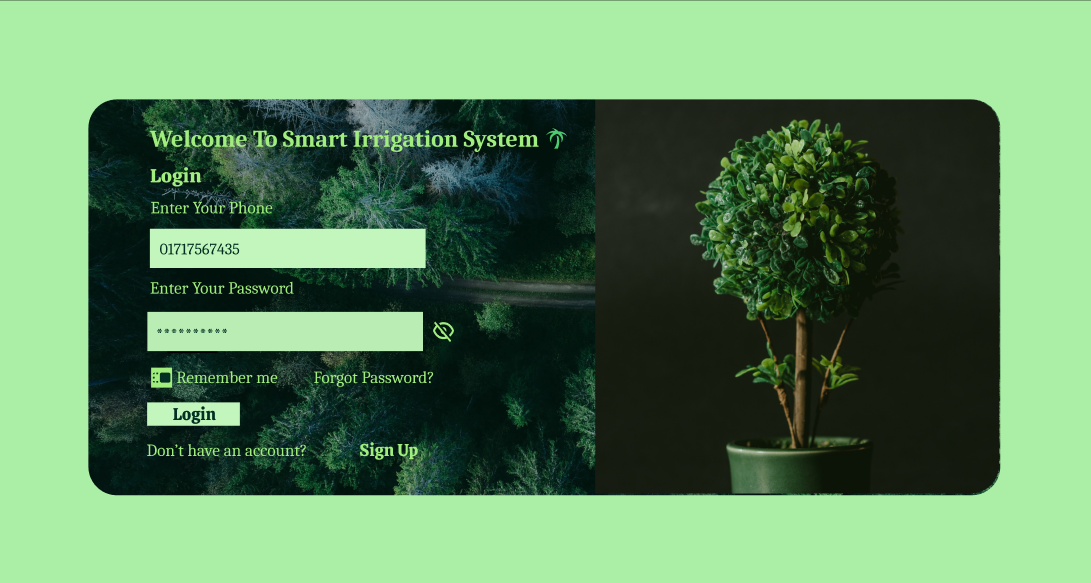 Welcome To Smart Irrigation System 🌴
Login
Enter Your Phone
01717567435
Enter Your Password
**********
Remember me Forgot Password?
Login
Don't have an account? Sign Up